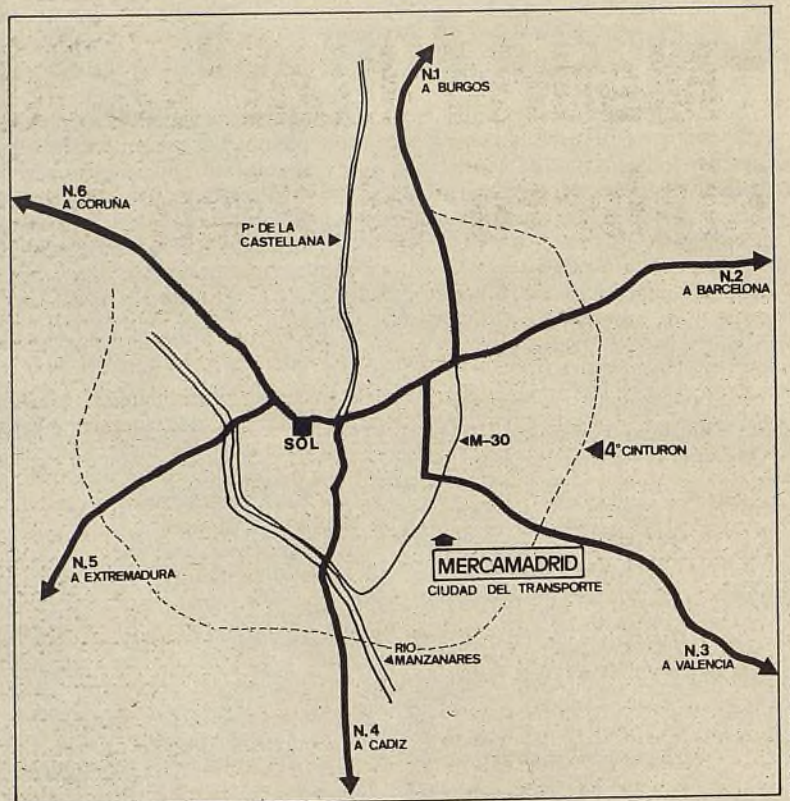 N.1
A BURGOS
N.6
A CORUÑA
Pº DE LA
CASTELLANA
N.2
A BARCELONA
SOL
M-30
4º CINTURON
MERCAMADRID
CIUDAD DEL TRANSPORTE
N.5
A EXTREMADURA
RIO
MANZANARES
N.3
A VALENCIA
N.4
A CADIZ